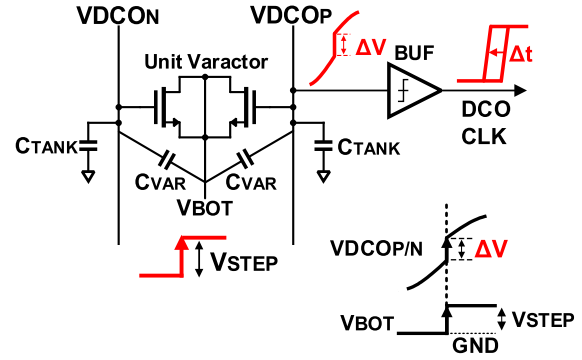 VDCON
VDCOP
Unit Varactor
ΔV
BUF
Δt
DCO
CLK
CTANK
CVAR
CVAR
CTANK
VBOT
VSTEP
VDCOP/N
ΔV
VBOT
VSTEP
GND